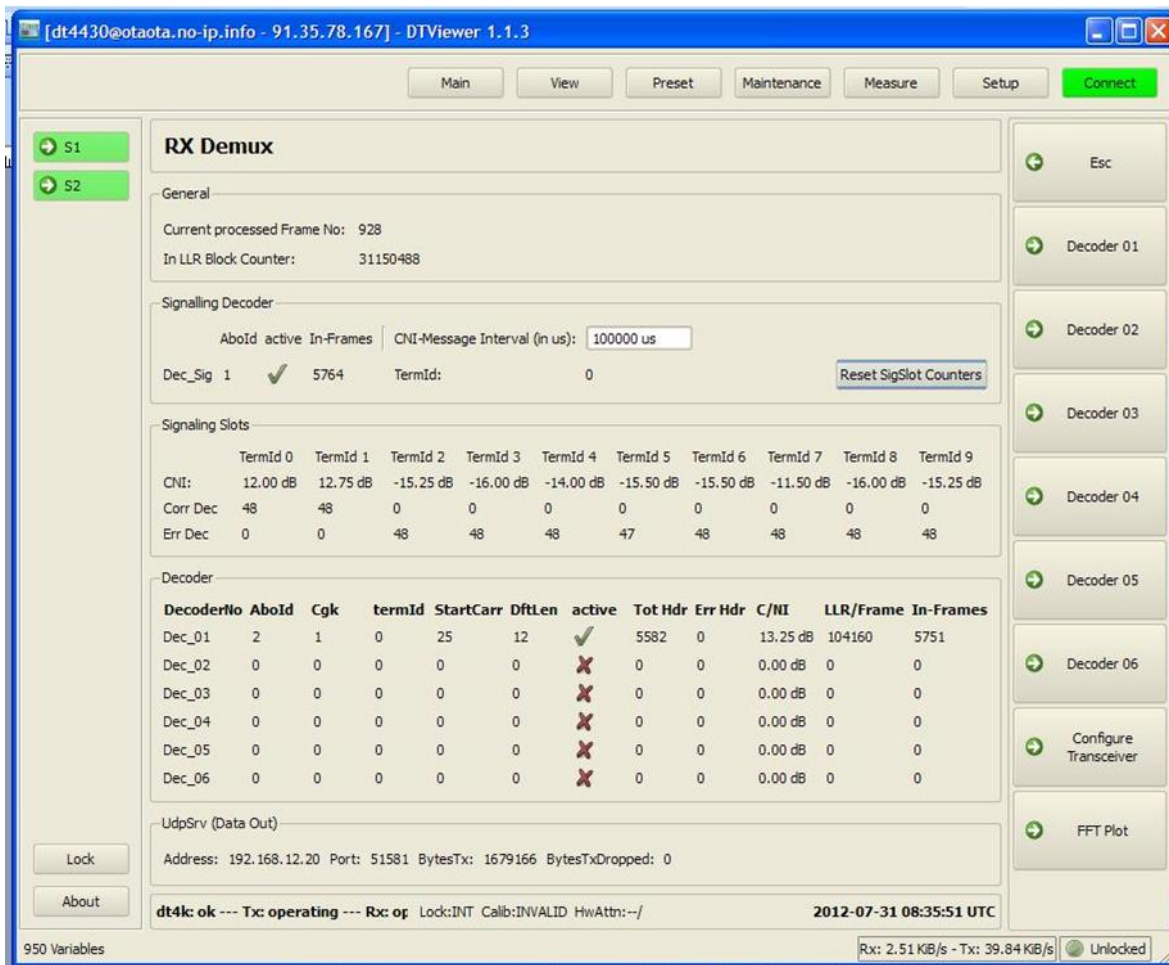 [dt4430@otaota.no-ip.info - 91.35.78.167] - DTViewer 1.1.3
Main View Preset Maintenance Measure Setup Connect
S1
S2
RX Demux
General
Current processed Frame No: 928
In LLR Block Counter: 31150488
Signalling Decoder
AboId active In-Frames CNI-Message Interval (in us): 100000 us
Dec_Sig 1 5764 TermId: 0 Reset SigSlot Counters
Signaling Slots
TermId 0 TermId 1 TermId 2 TermId 3 TermId 4 TermId 5 TermId 6 TermId 7 TermId 8 TermId 9
CNI: 12.00 dB 12.75 dB -15.25 dB -16.00 dB -14.00 dB -15.50 dB -15.50 dB -11.50 dB -16.00 dB -15.25 dB
Corr Dec 48 48 0 0 0 0 0 0 0 0
Err Dec 0 0 48 48 48 47 48 48 48 48
Decoder
DecoderNo AboId Cgk termId StartCarr DftLen active Tot Hdr Err Hdr C/NI LLR/Frame In-Frames
Dec_01 2 1 0 25 12 5582 0 13.25 dB 104160 5751
Dec_02 0 0 0 0 0 0 0 0.00 dB 0 0
Dec_03 0 0 0 0 0 0 0 0.00 dB 0 0
Dec_04 0 0 0 0 0 0 0 0.00 dB 0 0
Dec_05 0 0 0 0 0 0 0 0.00 dB 0 0
Dec_06 0 0 0 0 0 0 0 0.00 dB 0 0
UdpSrv (Data Out)
Address: 192.168.12.20 Port: 51581 BytesTx: 1679166 BytesTxDropped: 0
dt4k: ok --- Tx: operating --- Rx: op Lock:INT Calib:INVALID HwAttn:--/ 2012-07-31 08:35:51 UTC
Esc
Decoder 01
Decoder 02
Decoder 03
Decoder 04
Decoder 05
Decoder 06
Configure
Transceiver
FFT Plot
Lock
About
950 Variables Rx: 2.51 KiB/s - Tx: 39.84 KiB/s Unlocked